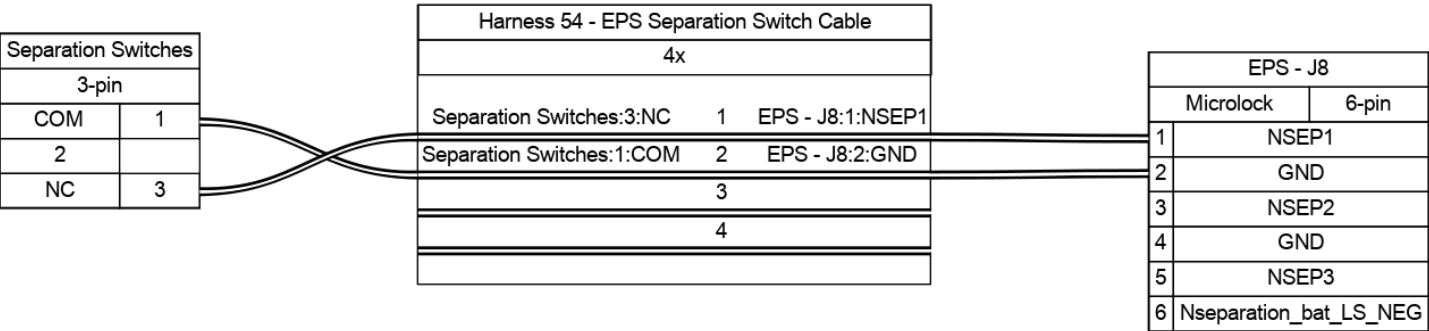 Separation Switches
3-pin
COM 1
2
NC 3
Harness 54 - EPS Separation Switch Cable
4x
Separation Switches:3:NC 1 EPS - J8:1:NSEP1
Separation Switches:1:COM 2 EPS - J8:2:GND
3
4
EPS - J8
Microlock 6-pin
1 NSEP1
2 GND
3 NSEP2
4 GND
5 NSEP3
6 Nseparation_bat_LS_NEG